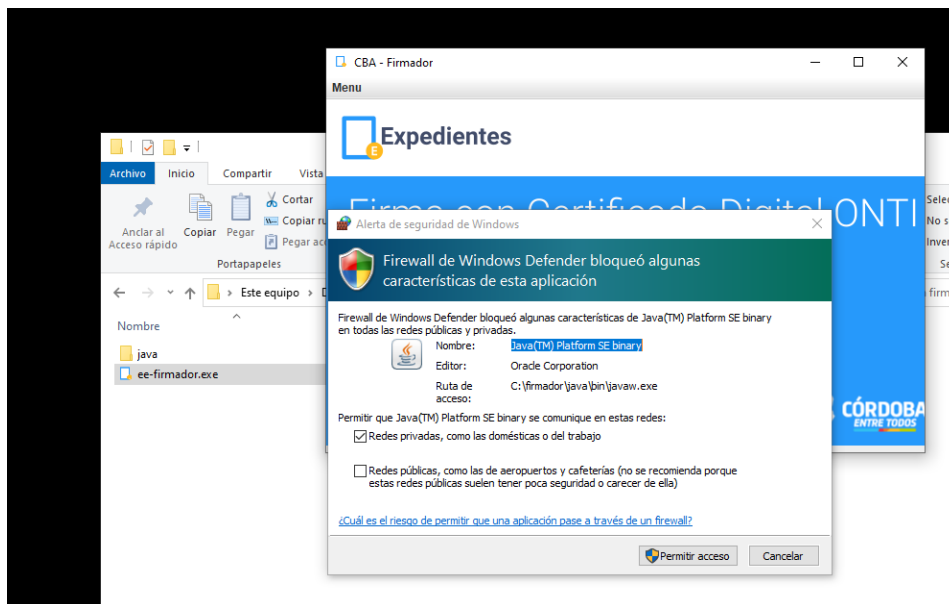 CBA - Firmador
Menu
Expedientes
Archivo Inicio Compartir Vista
Cortar
Copiar
Pegar
Anclar al
Acceso rápido
Copiar Pegar
Portapapeles
Este equipo
Nombre
java
ee-firmador.exe
Firma con Certificado Digital ONTI
Alerta de seguridad de Windows
Firewall de Windows Defender bloqueó algunas
características de esta aplicación
Firewall de Windows Defender bloqueó algunas características de Java(TM) Platform SE binary
en todas las redes públicas y privadas.
Nombre: Java(TM) Platform SE binary
Editor: Oracle Corporation
Ruta de C:\firmador\java\bin\javaw.exe
acceso:
Permitir que Java(TM) Platform SE binary se comunique en estas redes:
Redes privadas, como las domésticas o del trabajo
Redes públicas, como las de aeropuertos y cafeterías (no se recomienda porque
estas redes públicas suelen tener poca seguridad o carecer de ella)
¿Cuál es el riesgo de permitir que una aplicación pase a través de un firewall?
Permitir acceso Cancelar
CÓRDOBA
ENTRE TODOS